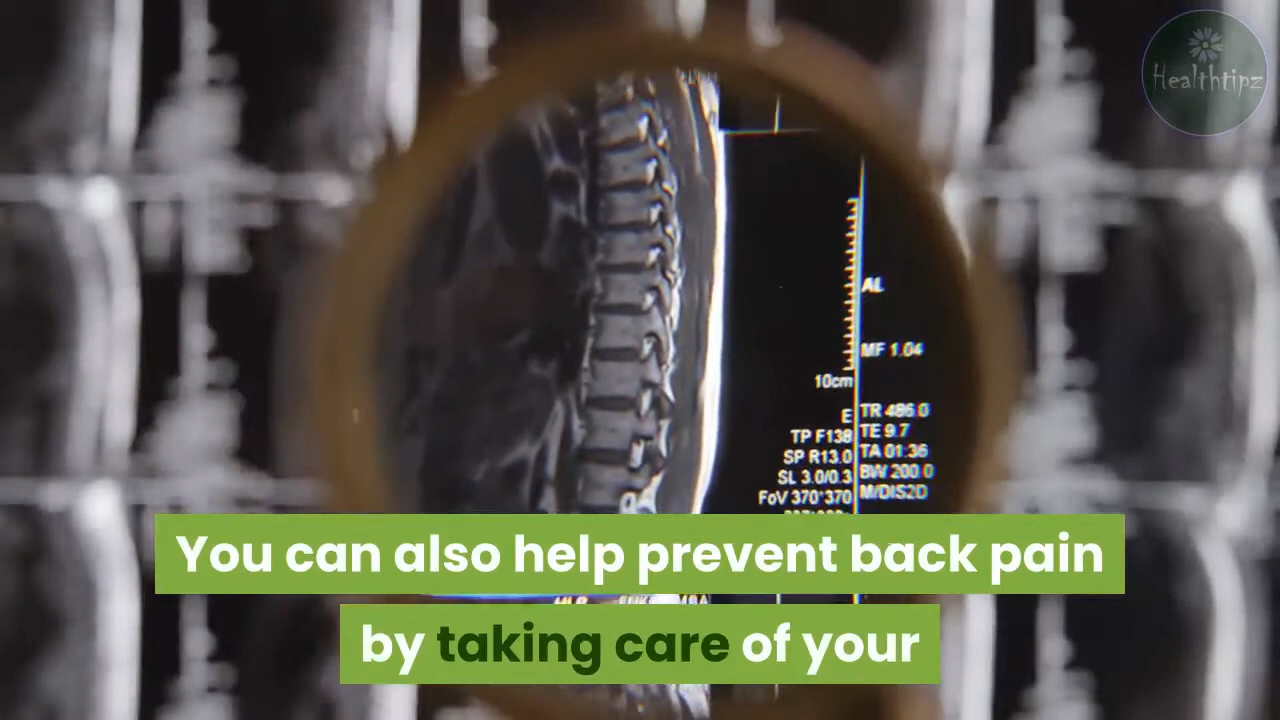 Healthtipz
AL
MF 1.04
10cm
E
TR 486.0
TP F138
TE 9.7
SP R13.0
TA 01:36
SL 3.0/0.3
BW 200.0
FoV 370*370
M/DIS2D
You can also help prevent back pain
by taking care of your